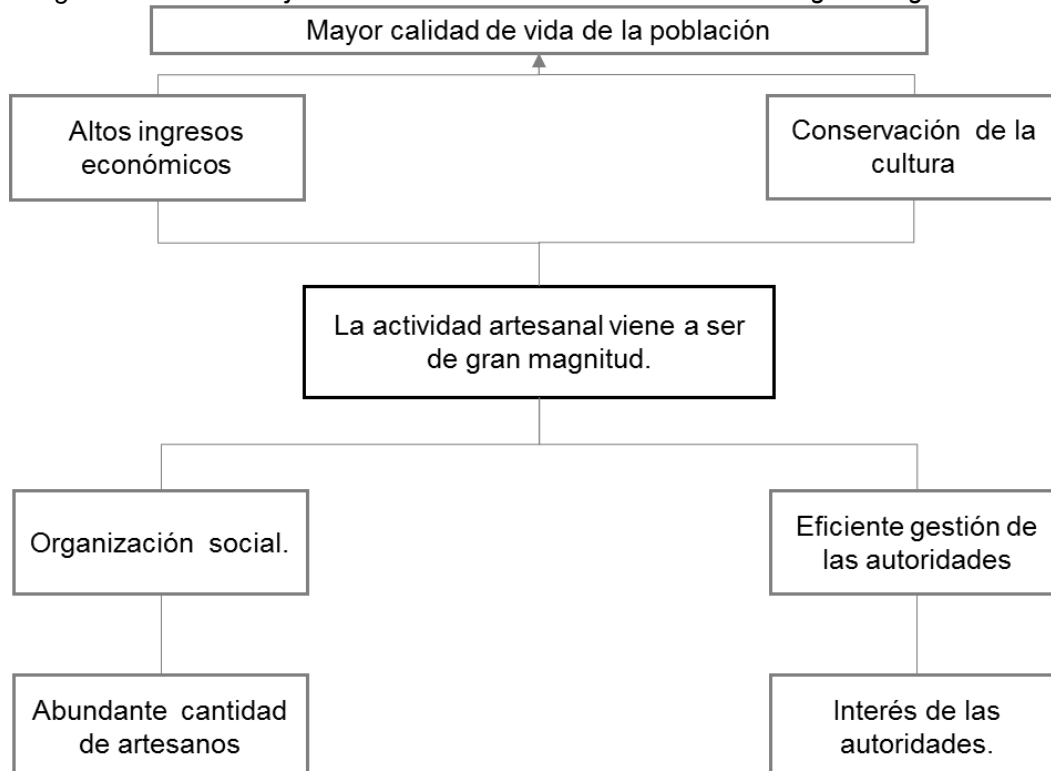 Mayor calidad de vida de la población
Altos ingresos
económicos
Conservación de la
cultura
La actividad artesanal viene a ser
de gran magnitud.
Organización social.
Eficiente gestión de
las autoridades
Abundante cantidad
de artesanos
Interés de las
autoridades.